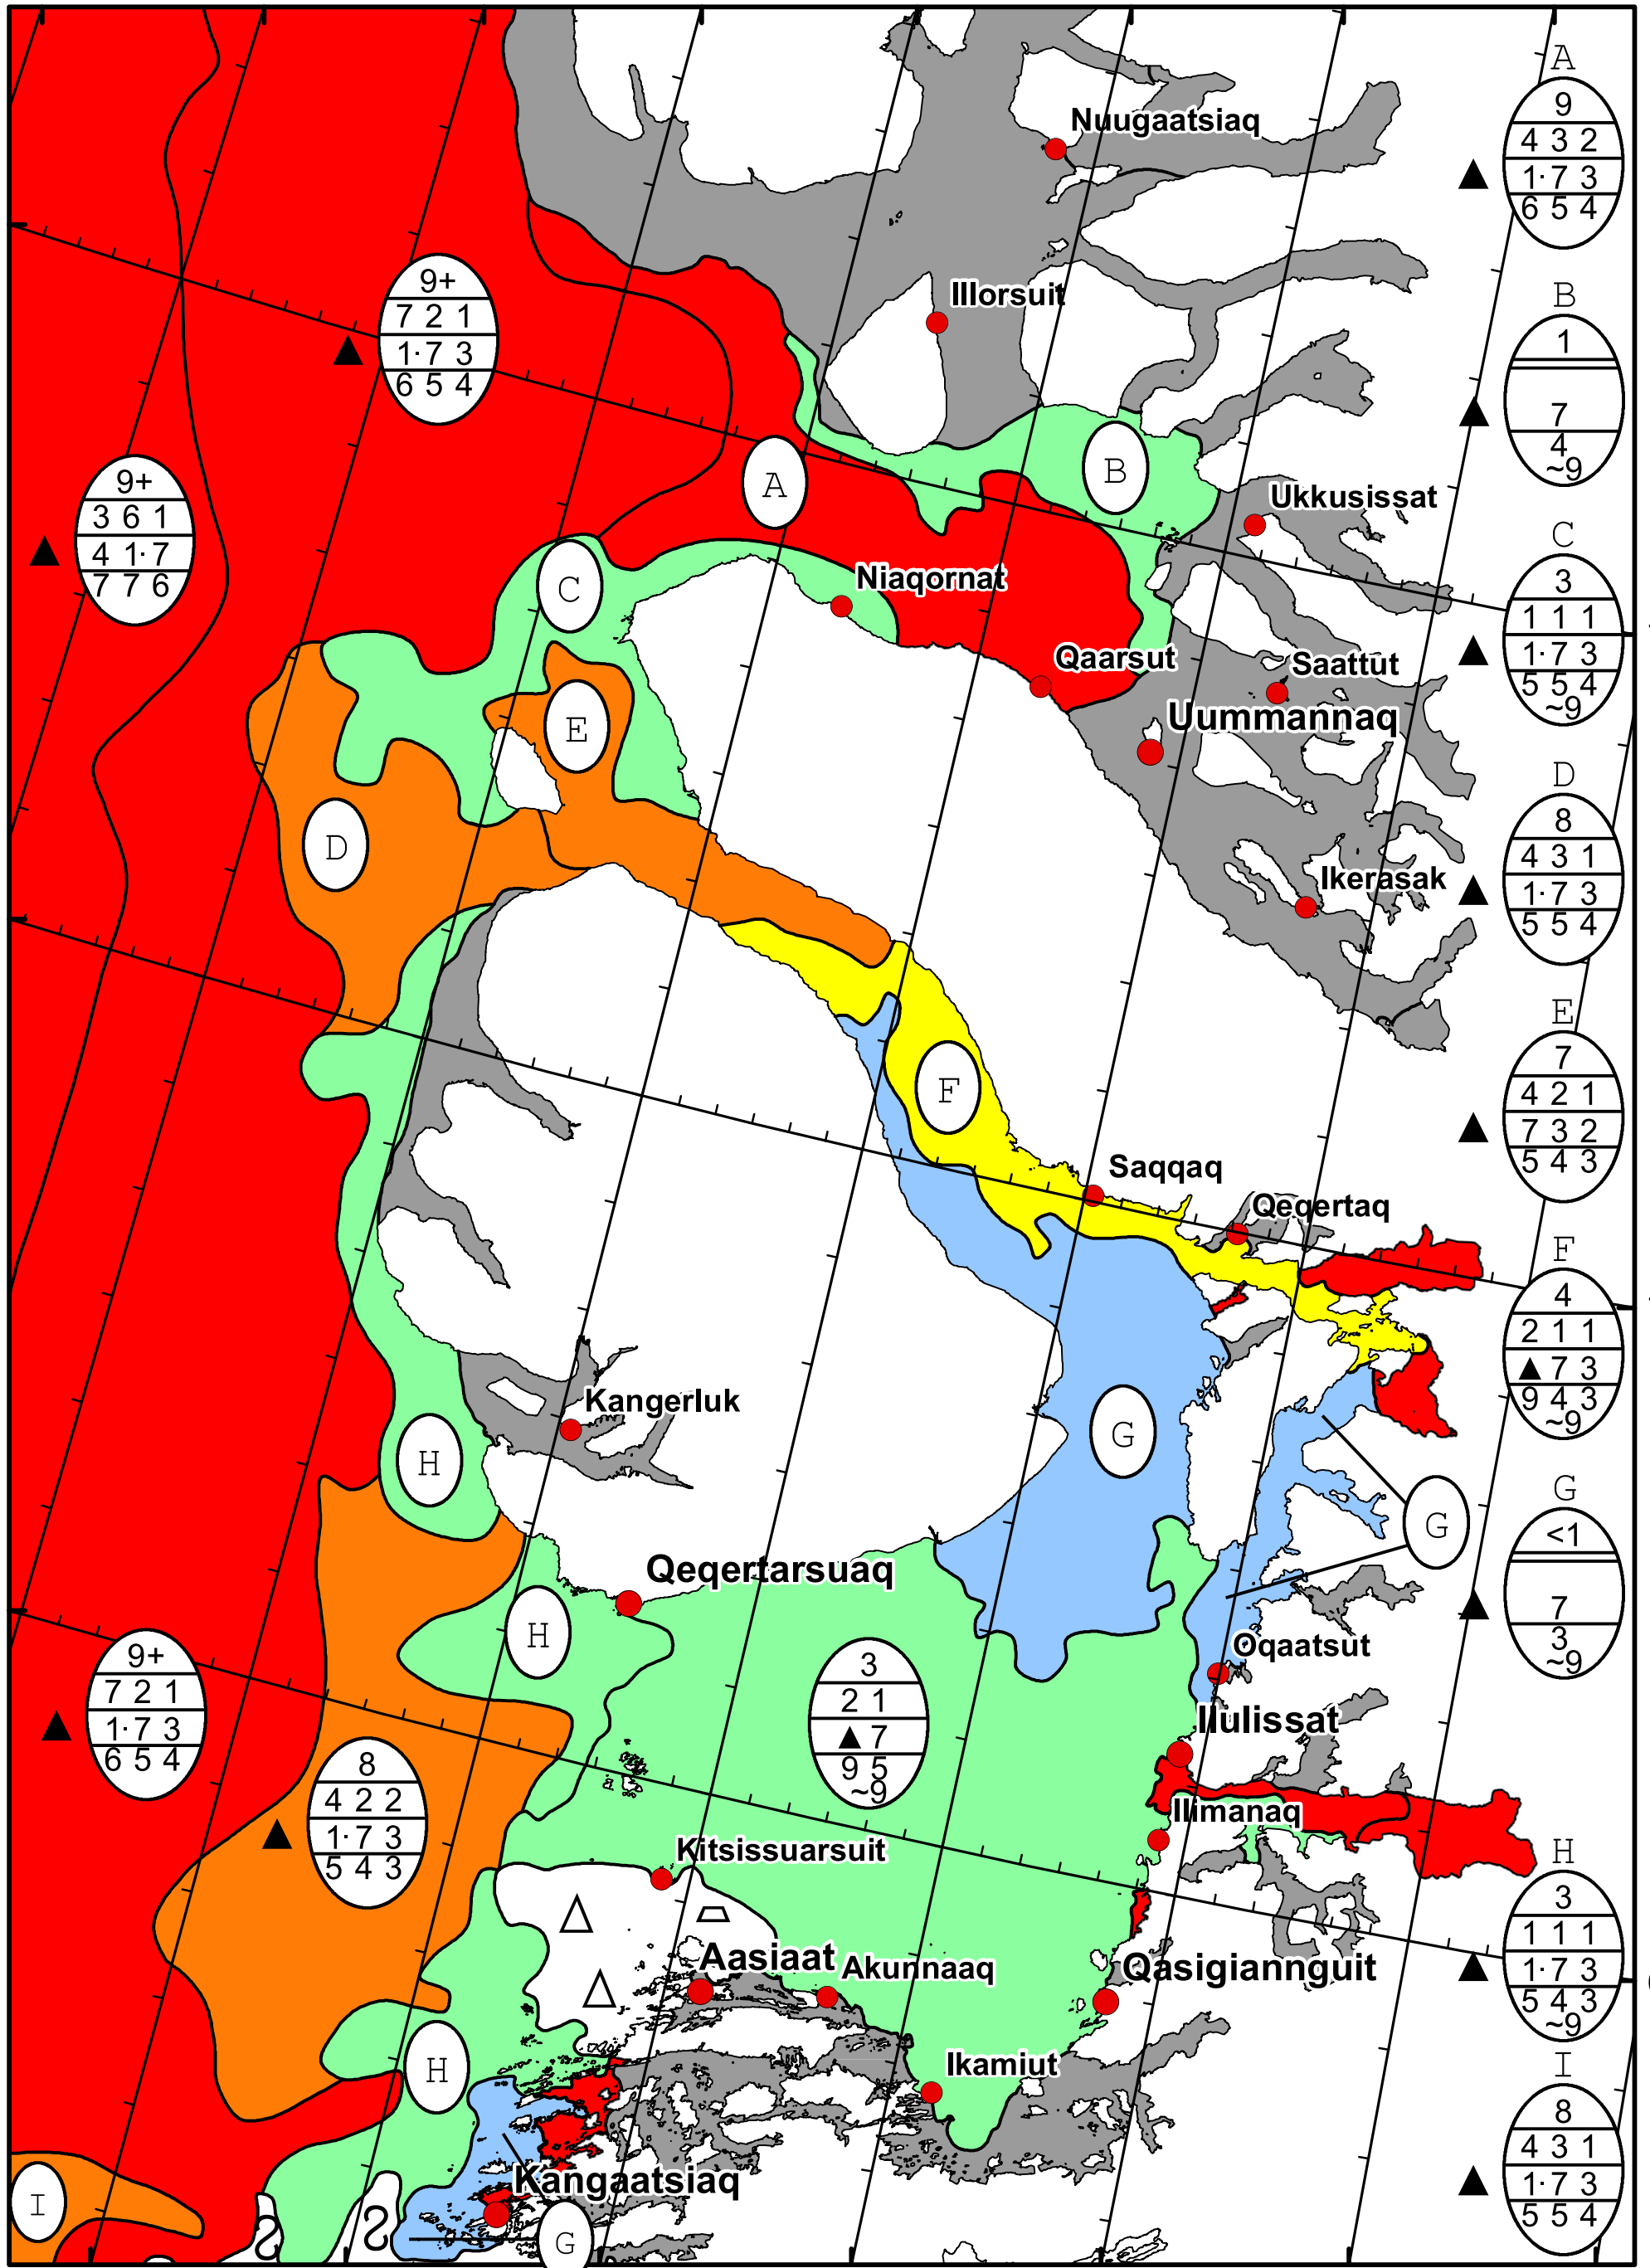 A
9
4 3 2
1· 7 3
6 5 4
Nuugaatsiaq
9+
7 2 1
1· 7 3
6 5 4
Illorsuit
B
1
7
4
~9
A
B
9+
3 6 1
4 1· 7
7 7 6
Ukkusissat
C
3
1 1 1
1· 7 3
5 5 4
~9
C
Niaqornat
Qaarsut
Saattut
Uummannaq
E
D
8
4 3 1
1· 7 3
5 5 4
D
Ikerasak
E
7
4 2 1
7 3 2
5 4 3
F
Saqqaq
Qeqertaq
F
4
2 1 1
▲ 7 3
9 4 3
~9
Kangerluk
G
H
G
<1
7
3
~9
G
Qeqertarsuaq
H
Oqaatsut
3
2 1
▲ 7
9 5
~9
9+
7 2 1
1· 7 3
6 5 4
Ilulissat
8
4 2 2
1· 7 3
5 4 3
Ilimanaq
Kitsissuarsuit
H
3
1 1 1
1· 7 3
5 4 3
~9
Aasiaat
Akunnaaq
Qasigiannguit
H
Ikamiut
I
8
4 3 1
1· 7 3
5 5 4
Kangaatsiaq
I
G